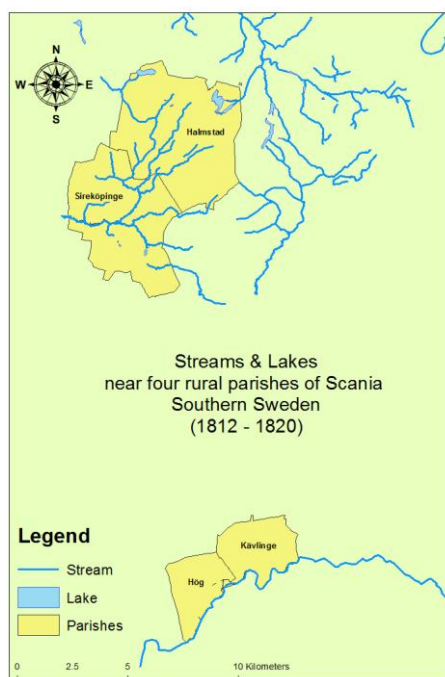 N
W E
S
Halmstad
Sireköpinge
Streams & Lakes
near four rural parishes of Scania
Southern Sweden
(1812 - 1820)
Kävlinge
Hög
Legend
Stream
Lake
Parishes
0 2.5 5 10 Kilometers